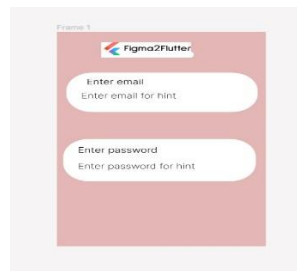 Frame 1
Figma2Flutter
Enter email
Enter email for hint
Enter password
Enter password for hint